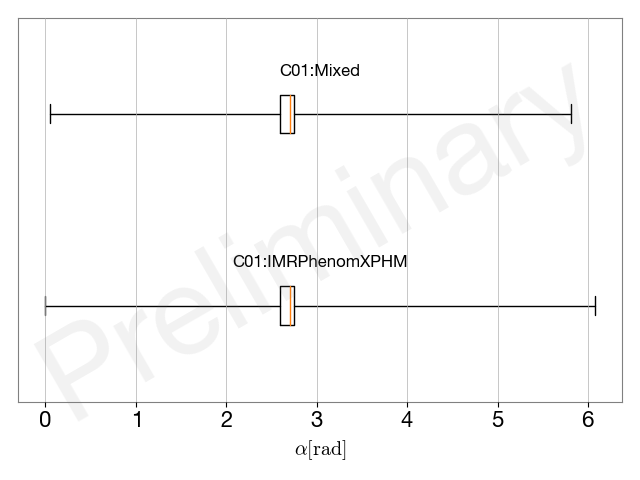 C01:Mixed
C01:IMRPhenomXPHM
Preliminary
0 1 2 3 4 5 6
α[rad]